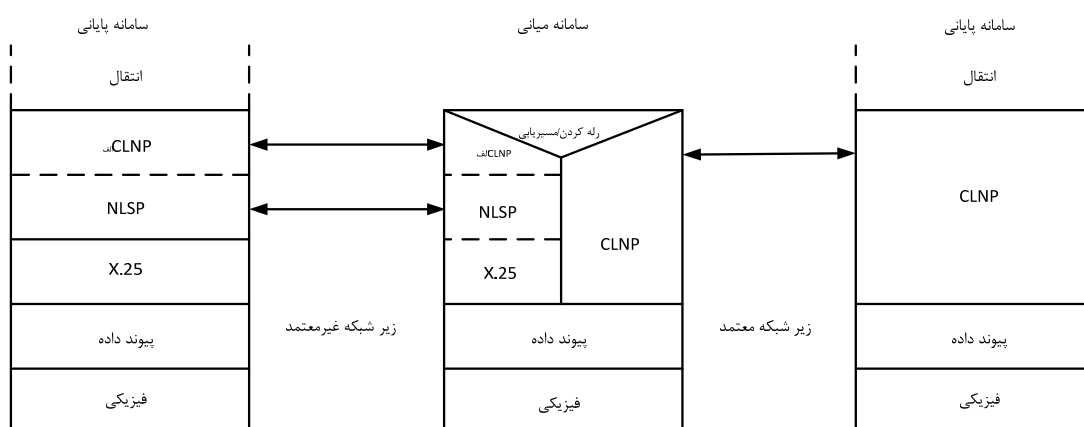 سامانه پایانی
سامانه میانی
سامانه پایانی
انتقال
انتقال
رله کردن/مسیریابی
CLNPالف
CLNPالف
CLNP
NLSP
NLSP
CLNP
X.25
X.25
زیر شبکه غیرمعتمد
زیر شبکه معتمد
پیوند داده
پیوند داده
پیوند داده
فیزیکی
فیزیکی
فیزیکی